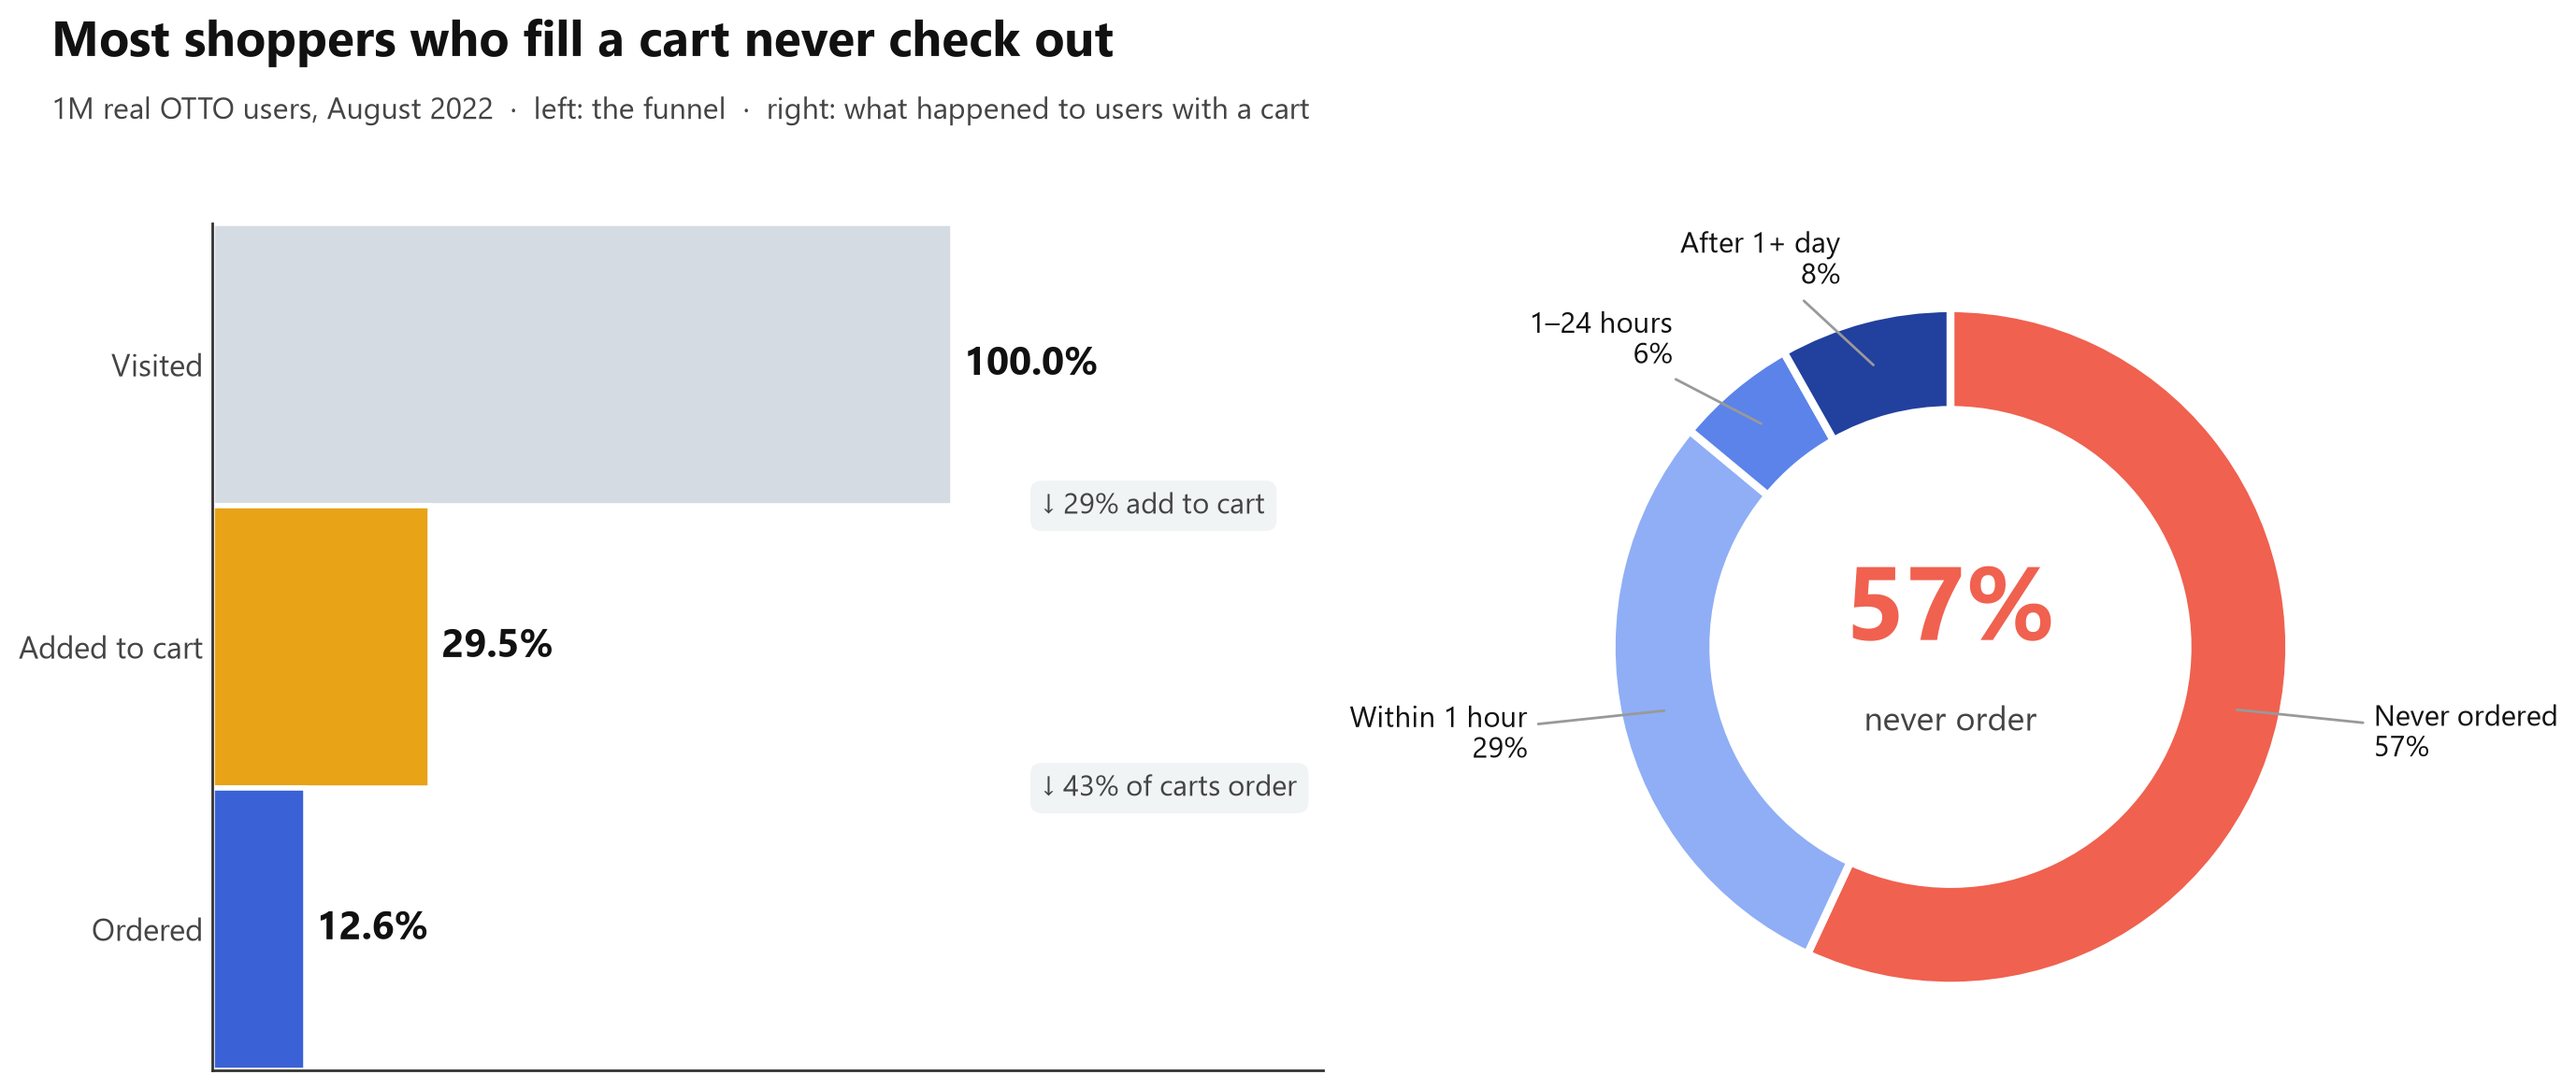 Most shoppers who fill a cart never check out
1M real OTTO users, August 2022 · left: the funnel · right: what happened to users with a cart
Visited
100.0%
↓ 29% add to cart
Added to cart
29.5%
↓ 43% of carts order
Ordered
12.6%
After 1+ day
8%
1–24 hours
6%
Within 1 hour
29%
57%
never order
Never ordered
57%